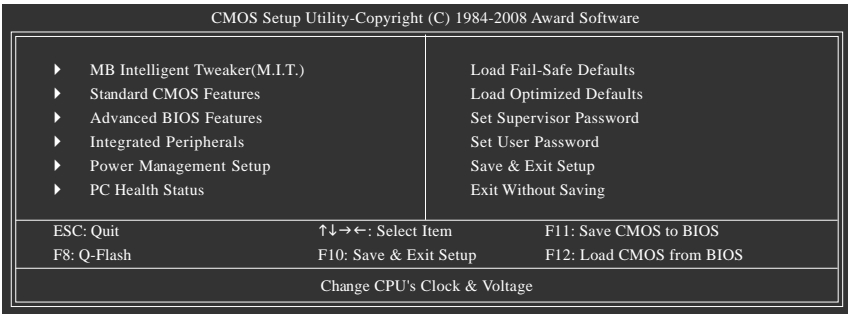 CMOS Setup Utility-Copyright (C) 1984-2008 Award Software
MB Intelligent Tweaker(M.I.T.)
Standard CMOS Features
Advanced BIOS Features
Integrated Peripherals
Power Management Setup
PC Health Status
Load Fail-Safe Defaults
Load Optimized Defaults
Set Supervisor Password
Set User Password
Save & Exit Setup
Exit Without Saving
ESC: Quit ↑↓→←: Select Item F11: Save CMOS to BIOS
F8: Q-Flash F10: Save & Exit Setup F12: Load CMOS from BIOS
Change CPU's Clock & Voltage